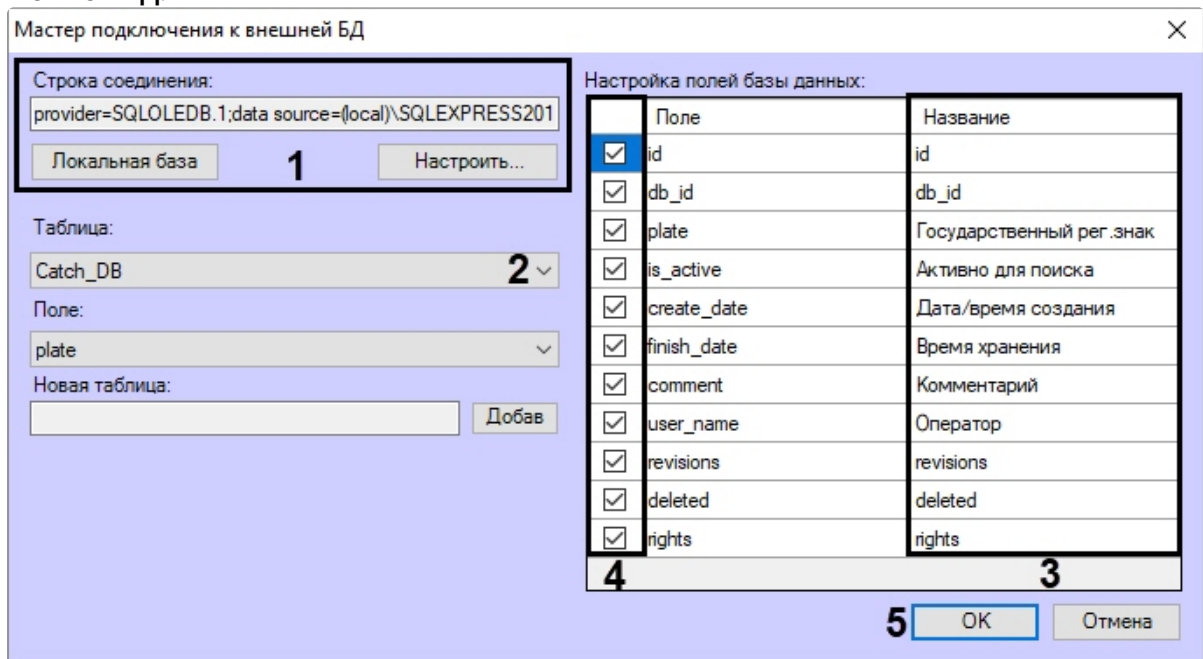 Мастер подключения к внешней БД
Строка соединения:
provider=SQLOLEDB.1;data source=(local)\SQLEXPRESS201
Локальная база 1 Настроить...
Таблица:
Catch_DB 2
Поле:
plate
Новая таблица:
Добав
Настройка полей базы данных:
Поле Название
id id
db_id db_id
plate Государственный рег.знак
is_active Активно для поиска
create_date Дата/время создания
finish_date Время хранения
comment Комментарий
user_name Оператор
revisions revisions
deleted deleted
rights rights
4 3
5 OK Отмена